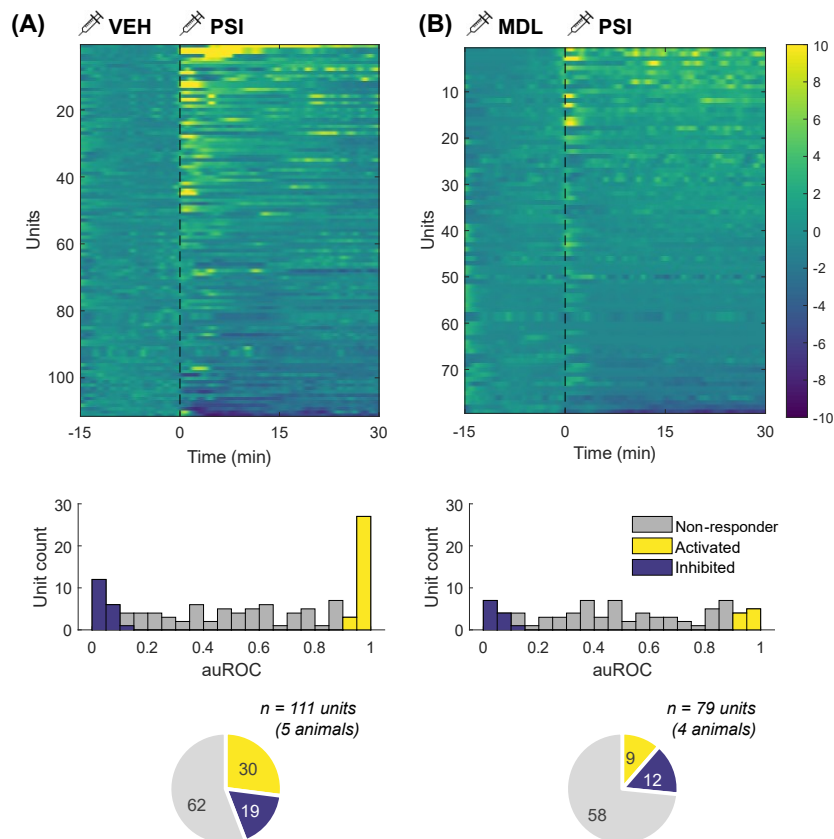 (A) VEH PSI
(B) MDL PSI
20
40
60
80
100
Units
-15 0 15 30
Time (min)
10
20
30
40
50
60
70
-15 0 15 30
Time (min)
10
8
6
4
2
0
-2
-4
-6
-8
-10
30
20
10
0
Unit count
0 0.2 0.4 0.6 0.8 1
auROC
30
20
10
0
Unit count
0 0.2 0.4 0.6 0.8 1
auROC
Non-responder
Activated
Inhibited
n = 111 units
(5 animals)
30
19
62
n = 79 units
(4 animals)
9
12
58